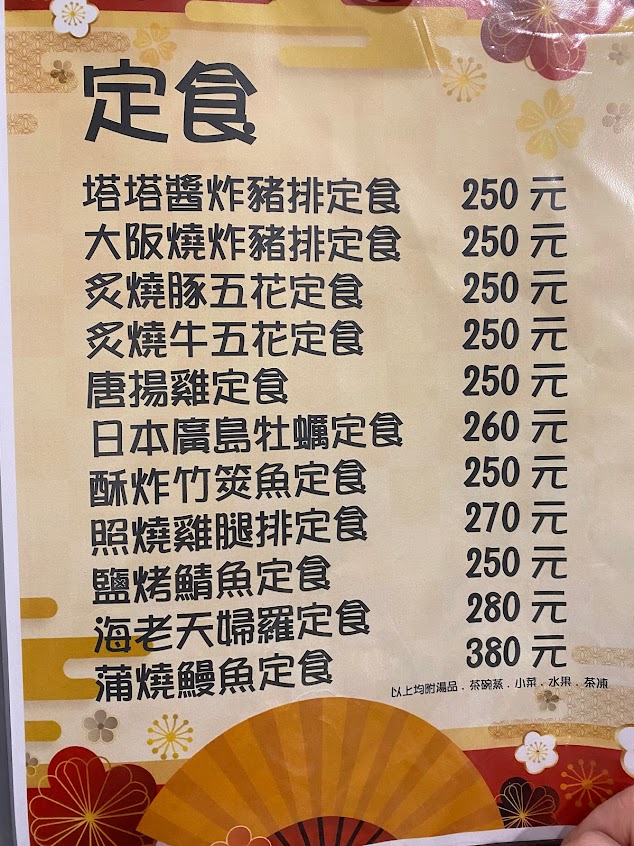 定食
塔塔醬炸豬排定食 250 元
大阪燒炸豬排定食 250 元
炙燒豚五花定食 250 元
炙燒牛五花定食 250 元
唐揚雞定食 250 元
日本廣島牡蠣定食 260 元
酥炸竹筴魚定食 250 元
照燒雞腿排定食 270 元
鹽烤鯖魚定食 250 元
海老天婦羅定食 280 元
蒲燒鰻魚定食 380 元
以上均附湯品．茶碗蒸．小菜．水果．茶凍